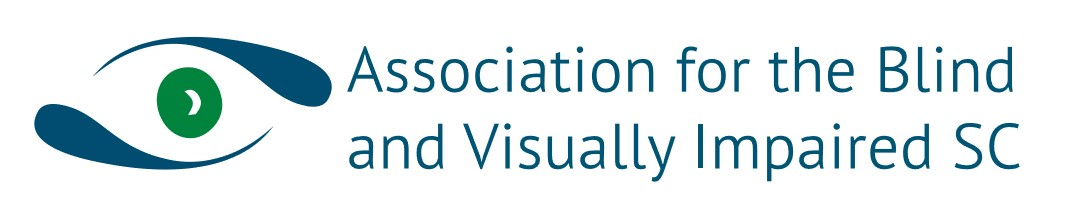 Association for the Blind
and Visually Impaired SC